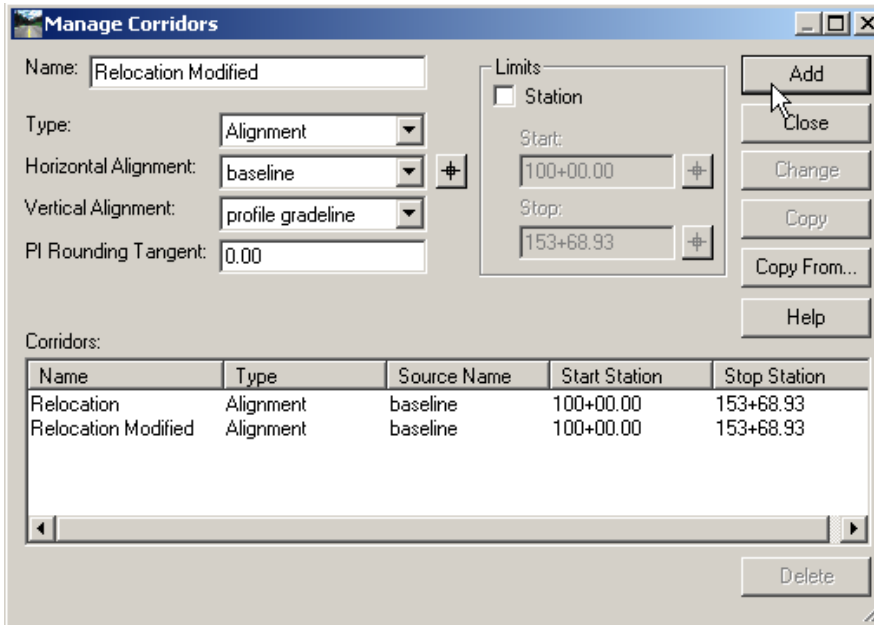 Manage Corridors
Name: Relocation Modified
Type: Alignment
Horizontal Alignment: baseline
Vertical Alignment: profile gradeline
PI Rounding Tangent: 0.00
Limits
Station
Start:
100+00.00
Stop:
153+68.93
Add
Close
Change
Copy
Copy From...
Help
Corridors:
Name Type Source Name Start Station Stop Station
Relocation Alignment baseline 100+00.00 153+68.93
Relocation Modified Alignment baseline 100+00.00 153+68.93
Delete